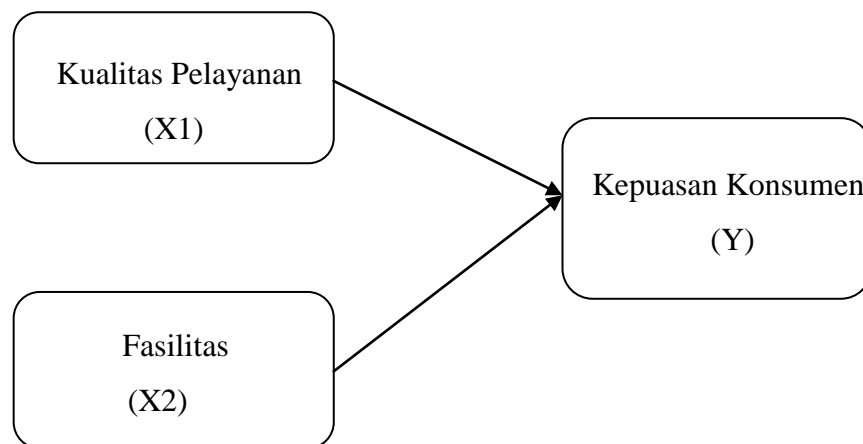 Kualitas Pelayanan
(X1)
Kepuasan Konsumen
(Y)
Fasilitas
(X2)